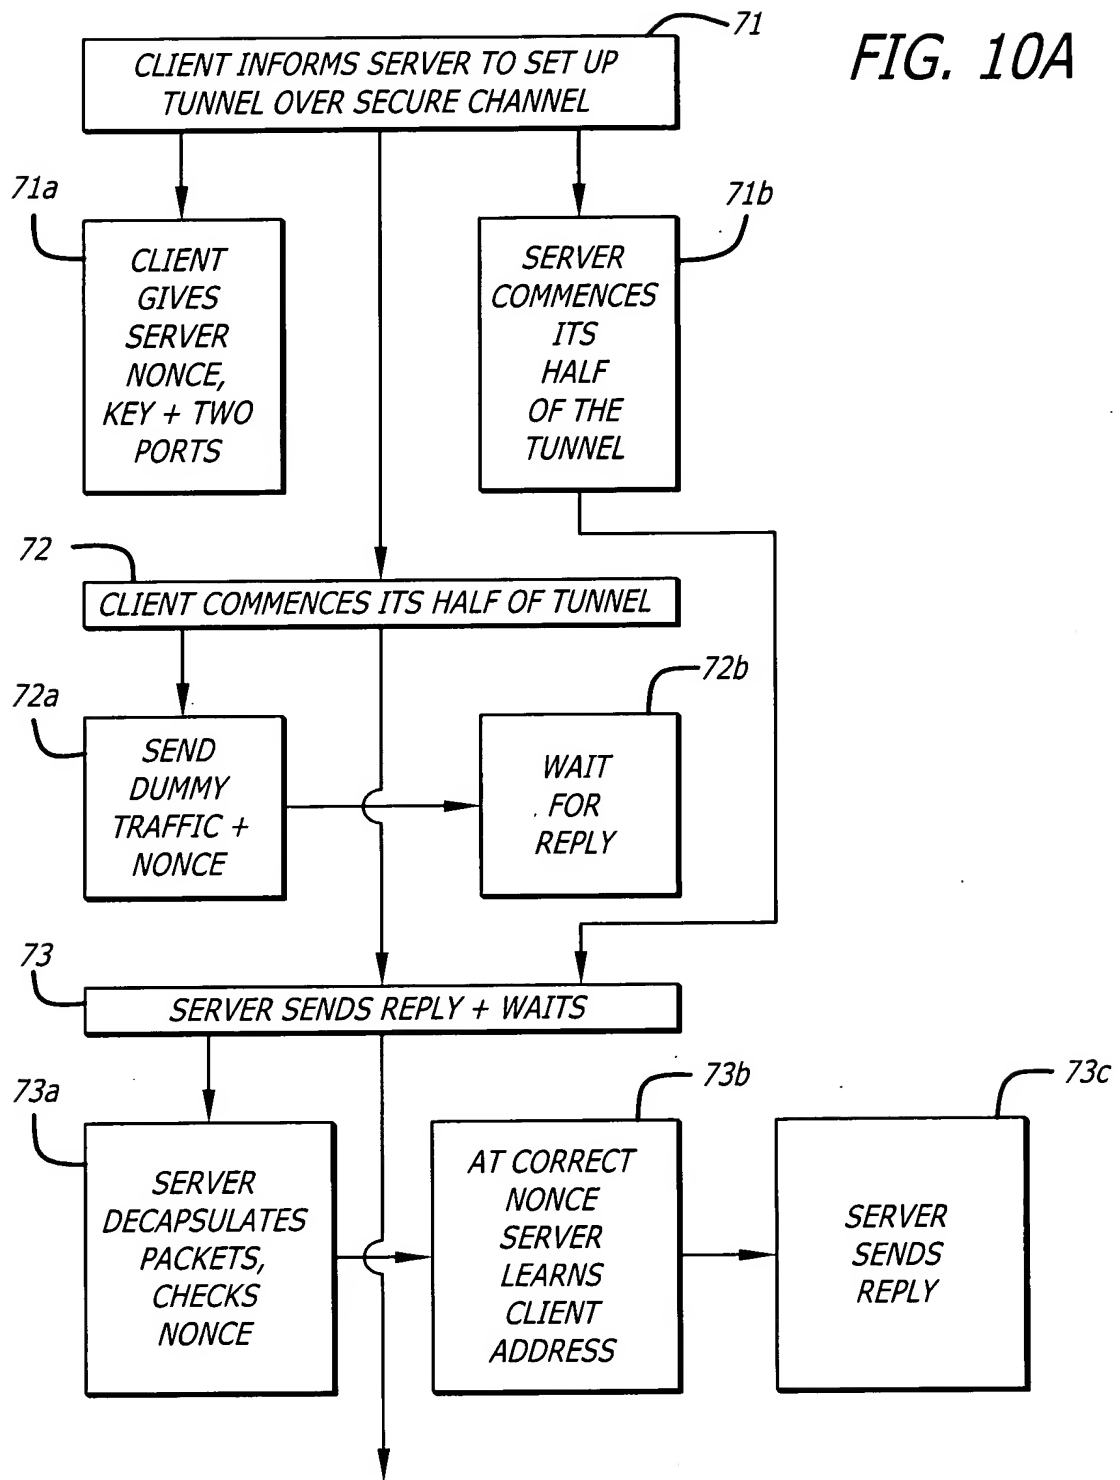 FIG. 10A
71
CLIENT INFORMS SERVER TO SET UP
TUNNEL OVER SECURE CHANNEL
71a
CLIENT
GIVES
SERVER
NONCE,
KEY + TWO
PORTS
71b
SERVER
COMMENCES
ITS
HALF
OF THE
TUNNEL
72
CLIENT COMMENCES ITS HALF OF TUNNEL
72a
SEND
DUMMY
TRAFFIC +
NONCE
72b
WAIT
FOR
REPLY
73
SERVER SENDS REPLY + WAITS
73a
SERVER
DECAPSULATES
PACKETS,
CHECKS
NONCE
73b
AT CORRECT
NONCE
SERVER
LEARNS
CLIENT
ADDRESS
73c
SERVER
SENDS
REPLY